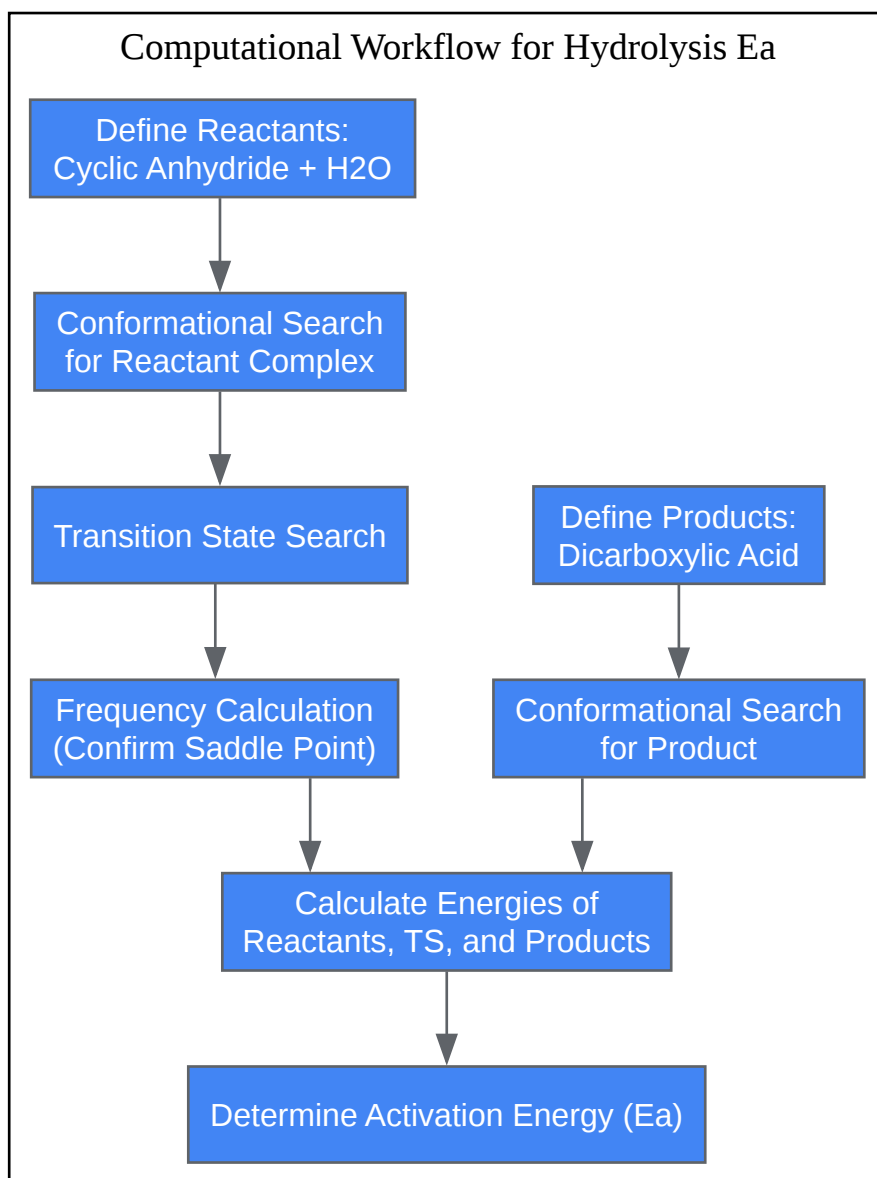 Computational Workflow for Hydrolysis Ea
Define Reactants:
Cyclic Anhydride + H2O
Conformational Search
for Reactant Complex
Transition State Search
Define Products:
Dicarboxylic Acid
Frequency Calculation
(Confirm Saddle Point)
Conformational Search
for Product
Calculate Energies of
Reactants, TS, and Products
Determine Activation Energy (Ea)